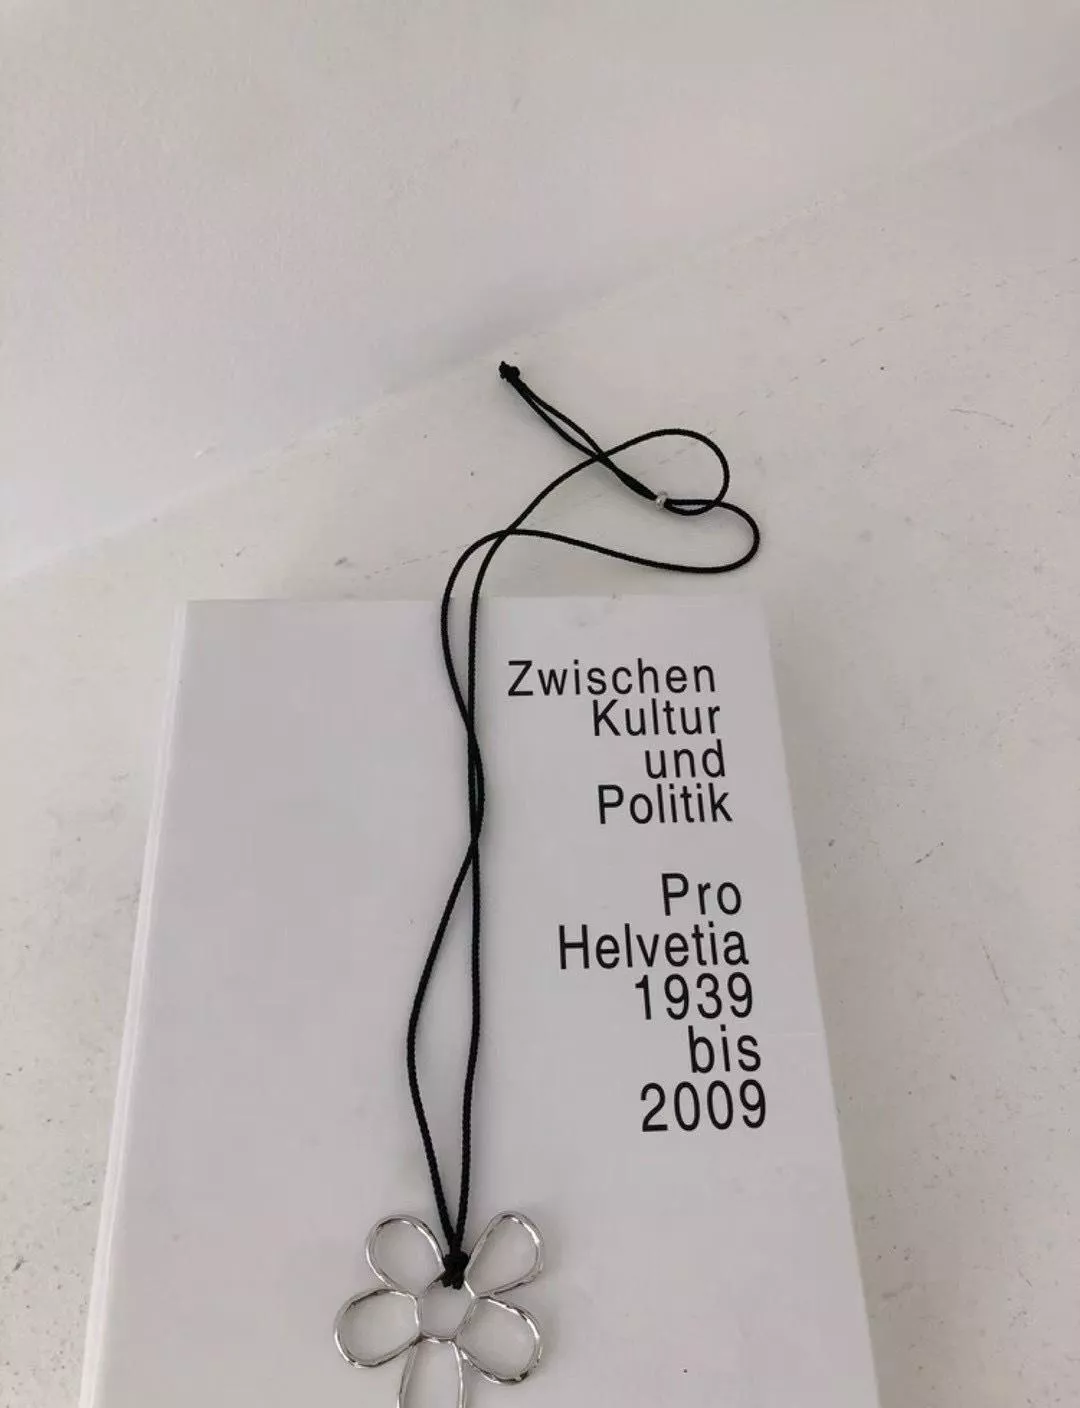 Zwischen
Kultur
und
Politik
Pro
Helvetia
1939
bis
2009